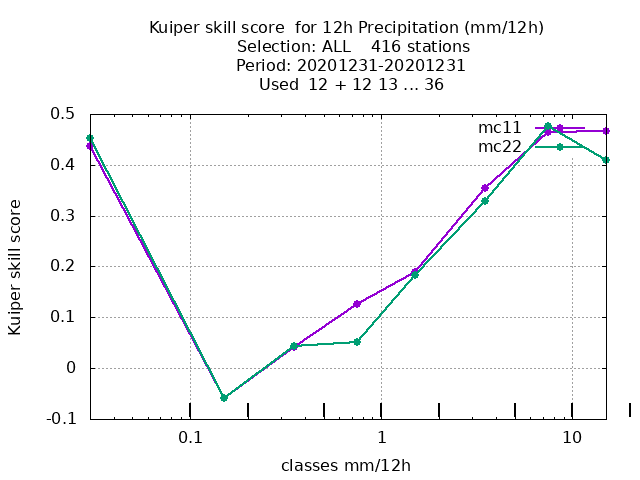 Kuiper skill score  for 12h Precipitation (mm/12h)
Selection: ALL    416 stations
Period: 20201231-20201231
Used  12 + 12 13 ... 36
mc11
mc22
0.5
0.4
0.3
0.2
0.1
0
-0.1
Kuiper skill score
0.1
1
10
classes mm/12h